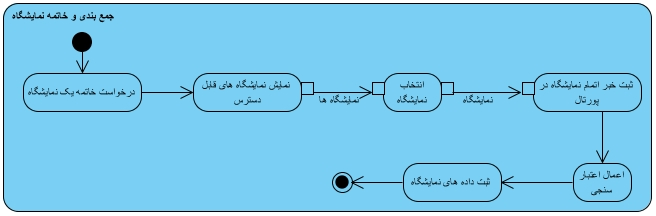 جمع بندی و خاتمه نمایشگاه
درخواست خاتمه یک نمایشگاه
نمایش نمایشگاه های قابل
دسترس
نمایشگاه ها
انتخاب
نمایشگاه
نمایشگاه
ثبت خبر اتمام نمایشگاه در
پورتال
اعمال اعتبار
سنجی
ثبت داده های نمایشگاه